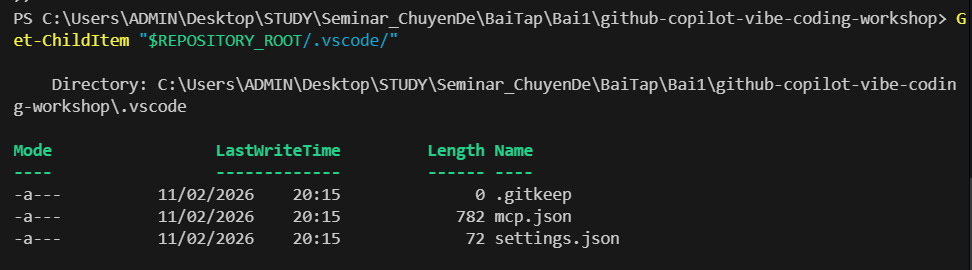 PS C:\Users\ADMIN\Desktop\STUDY\Seminar_ChuyenDe\BaiTap\Bai1\github-copilot-vibe-coding-workshop> G
et-ChildItem "$REPOSITORY_ROOT/.vscode/"
Directory: C:\Users\ADMIN\Desktop\STUDY\Seminar_ChuyenDe\BaiTap\Bai1\github-copilot-vibe-codin
g-workshop\.vscode
Mode LastWriteTime Length Name
---- ------------- ------ ----
-a--- 11/02/2026 20:15 0 .gitkeep
-a--- 11/02/2026 20:15 782 mcp.json
-a--- 11/02/2026 20:15 72 settings.json